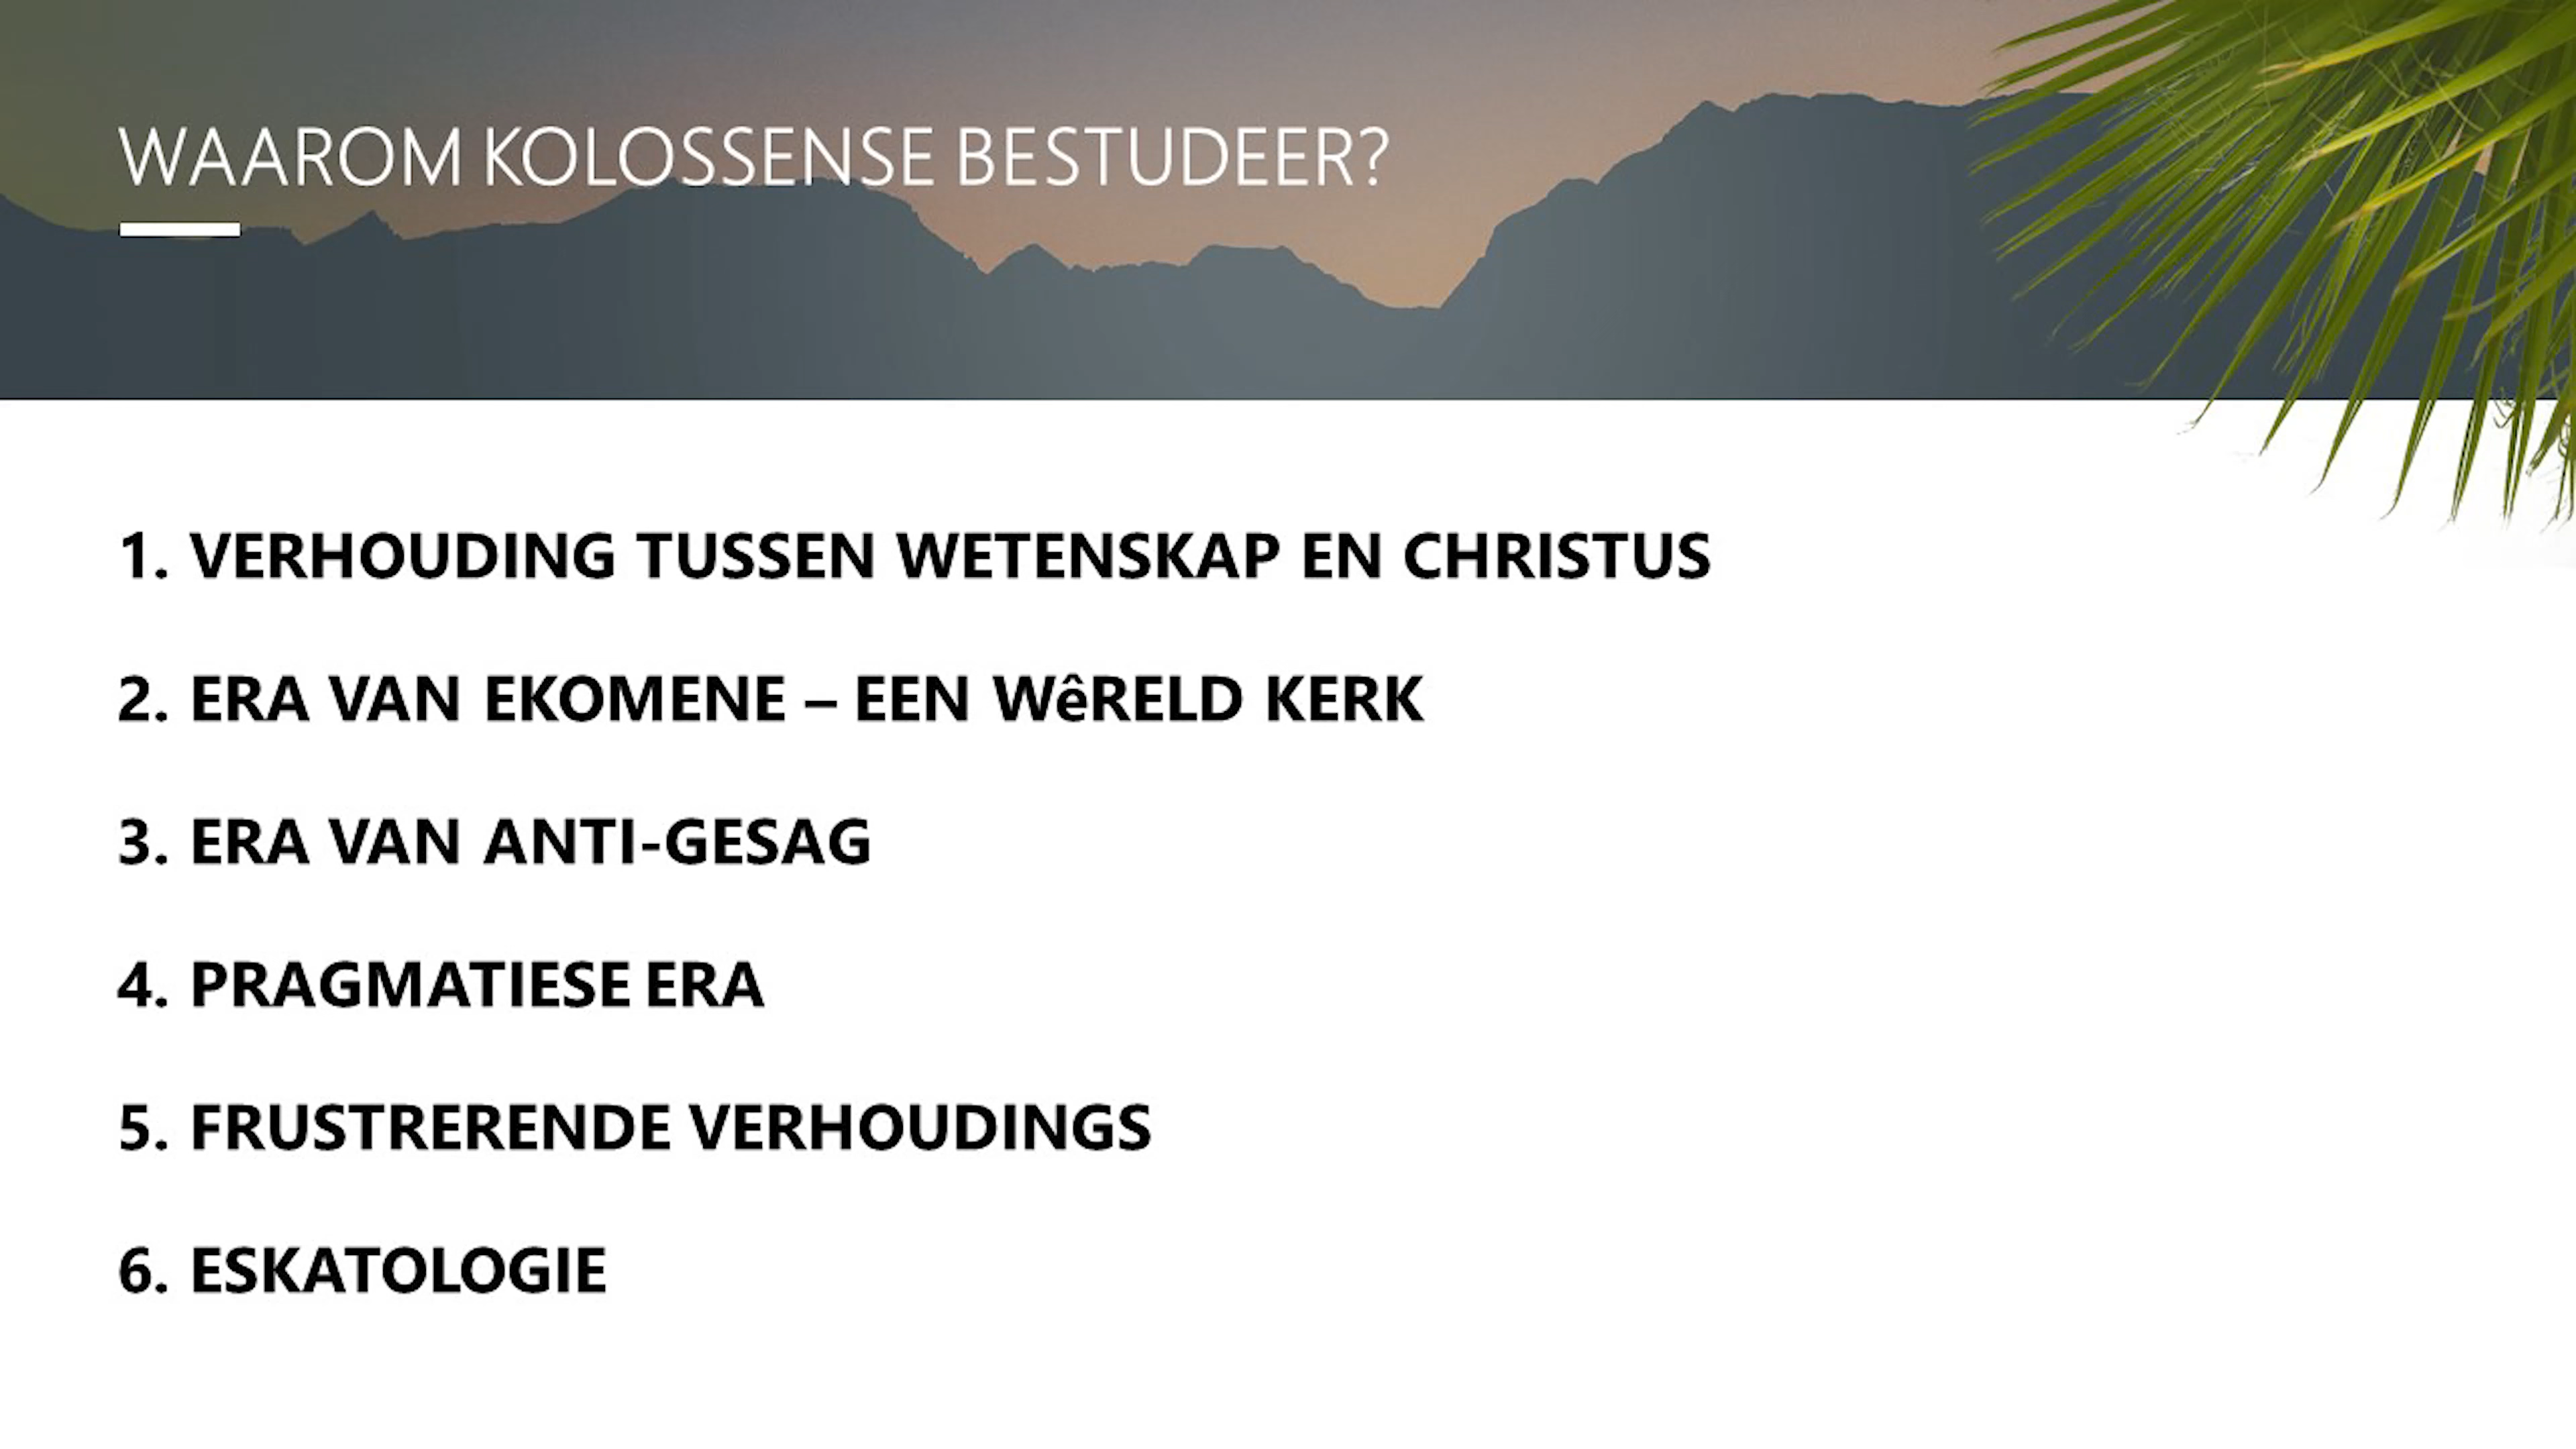 WAAROM KOLOSSENSE BESTUDEER?
1. VERHOUDING TUSSEN WETENSKAP EN CHRISTUS
2. ERA VAN EKOMENE – EEN WêRELD KERK
3. ERA VAN ANTI-GESAG
4. PRAGMATIESE ERA
5. FRUSTRERENDE VERHOUDINGS
6. ESKATOLOGIE